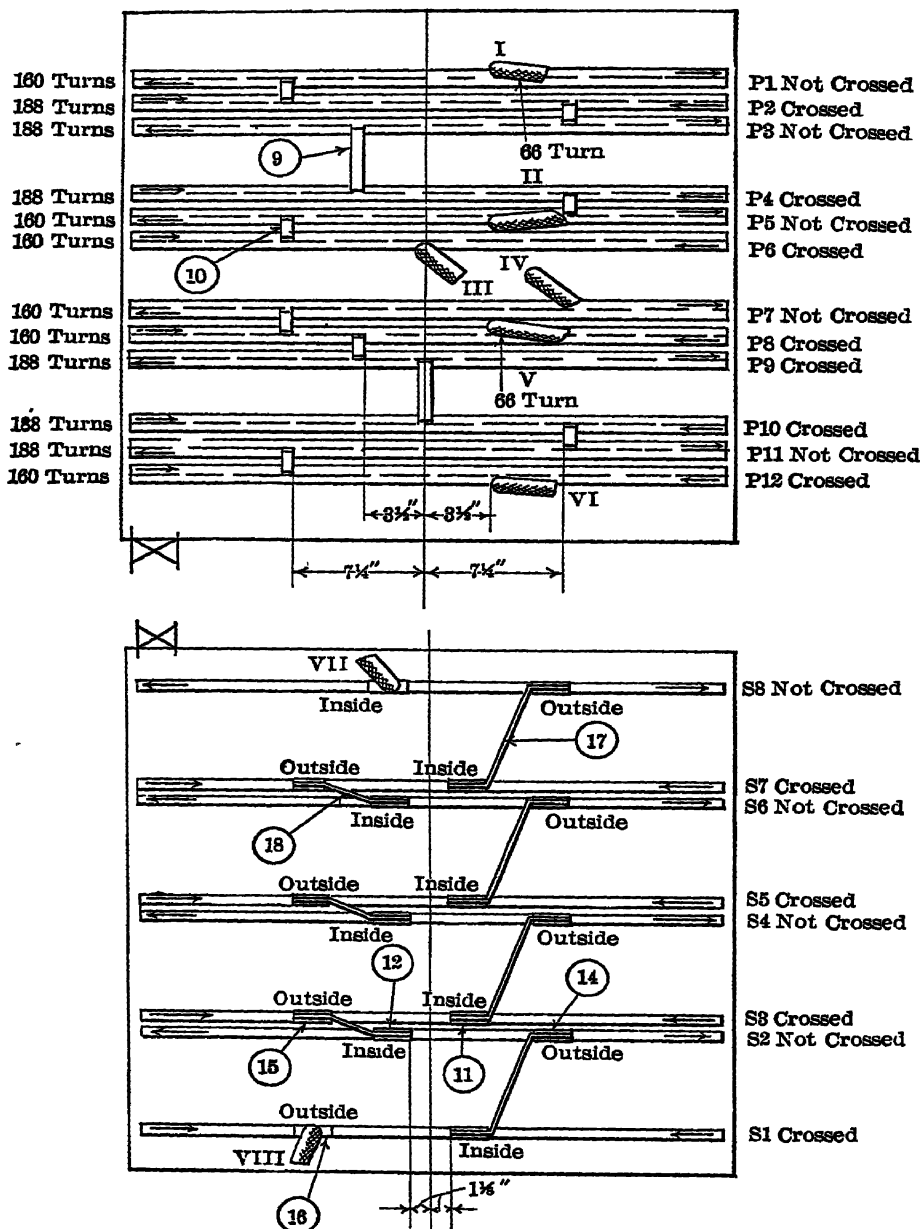 I
160 Turns P1 Not Crossed
188 Turns P2 Crossed
188 Turns P3 Not Crossed
9 66 Turn
II
188 Turns P4 Crossed
160 Turns P5 Not Crossed
160 Turns P6 Crossed
10 III IV
160 Turns P7 Not Crossed
160 Turns P8 Crossed
188 Turns P9 Crossed
V
66 Turn
188 Turns P10 Crossed
188 Turns P11 Not Crossed
160 Turns P12 Crossed
VI
3½" 3½"
7¼" 7¼"
VII
S8 Not Crossed
Inside Outside
17
Outside Inside
S7 Crossed
S6 Not Crossed
Inside Outside
18
Outside Inside
S5 Crossed
S4 Not Crossed
Inside Outside
12 14
Outside Inside
S3 Crossed
S2 Not Crossed
15 Inside 11 Outside
Outside
S1 Crossed
VIII Inside
16